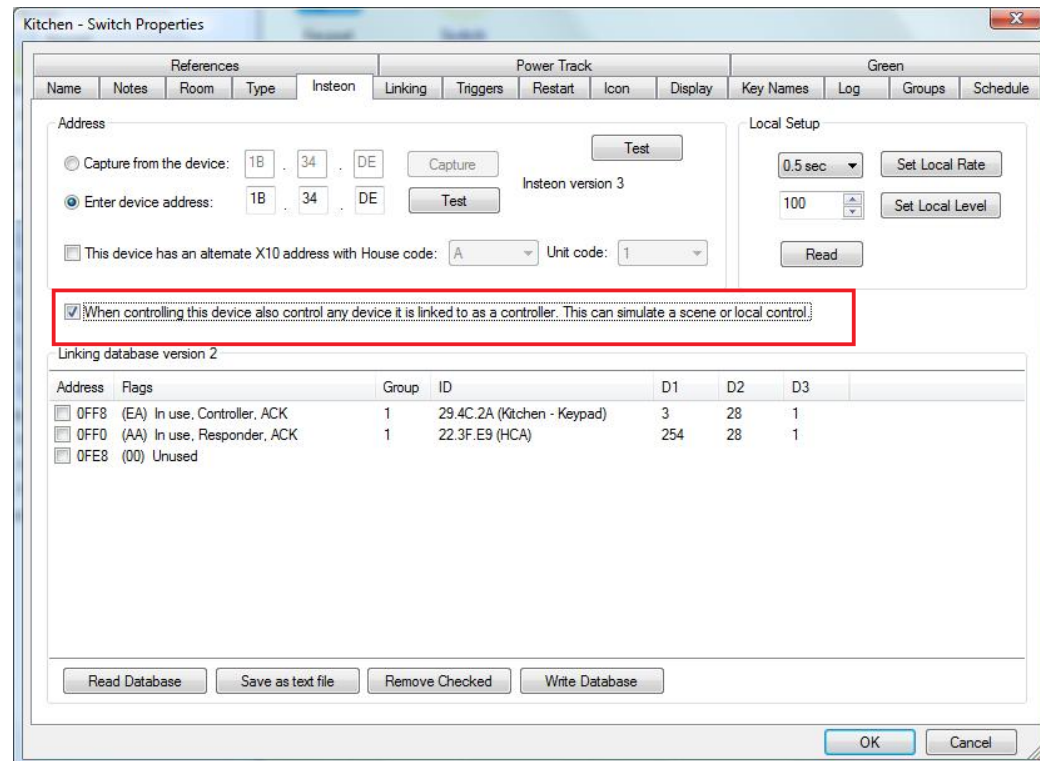 Kitchen - Switch Properties
References Power Track Green
Name Notes Room Type Insteon Linking Triggers Restart Icon Display Key Names Log Groups Schedule
Address
Local Setup
Test
Capture from the device: 1B . 34 . DE Capture
0.5 sec Set Local Rate
Insteon version 3
Enter device address: 1B . 34 . DE Test
100 Set Local Level
This device has an alternate X10 address with House code: A Unit code: 1
Read
When controlling this device also control any device it is linked to as a controller. This can simulate a scene or local control.
Linking database version 2
Address Flags Group ID D1 D2 D3
0FF8 (EA) In use, Controller, ACK 1 29.4C.2A (Kitchen - Keypad) 3 28 1
0FF0 (AA) In use, Responder, ACK 1 22.3F.E9 (HCA) 254 28 1
0FE8 (00) Unused
Read Database Save as text file Remove Checked Write Database
OK Cancel